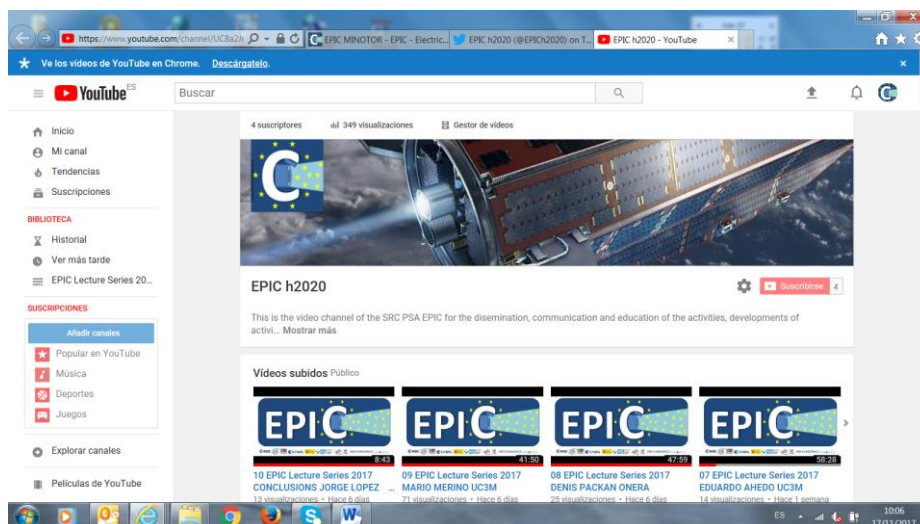 https://www.youtube.com/channel/UC8a2J
EPIC MINOTOR - EPIC - Electric...
EPIC h2020 (@EPICh2020) on T...
EPIC h2020 - YouTube
Ve los vídeos de YouTube en Chrome. Descárgatelo.
YouTube ES
Buscar
4 suscriptores 349 visualizaciones Gestor de vídeos
Inicio
Mi canal
Tendencias
Suscripciones
BIBLIOTECA
Historial
Ver más tarde
EPIC Lecture Series 20...
SUSCRIPCIONES
Añadir canales
Popular en YouTube
Música
Deportes
Juegos
Explorar canales
Películas de YouTube
C
EPIC h2020
Suscribirse 4
This is the video channel of the SRC PSA EPIC for the disemination, communication and education of the activities, developments of
activi... Mostrar más
Vídeos subidos Público
EPIC
8:43
10 EPIC Lecture Series 2017
CONCLUSIONS JORGE LOPEZ ...
13 visualizaciones • Hace 6 días
EPIC
41:50
09 EPIC Lecture Series 2017
MARIO MERINO UC3M
71 visualizaciones • Hace 6 días
EPIC
47:59
08 EPIC Lecture Series 2017
DENIS PACKAN ONERA
25 visualizaciones • Hace 6 días
EPIC
58:28
07 EPIC Lecture Series 2017
EDUARDO AHEDO UC3M
14 visualizaciones • Hace 1 semana
ES
10:06
17/11/2017